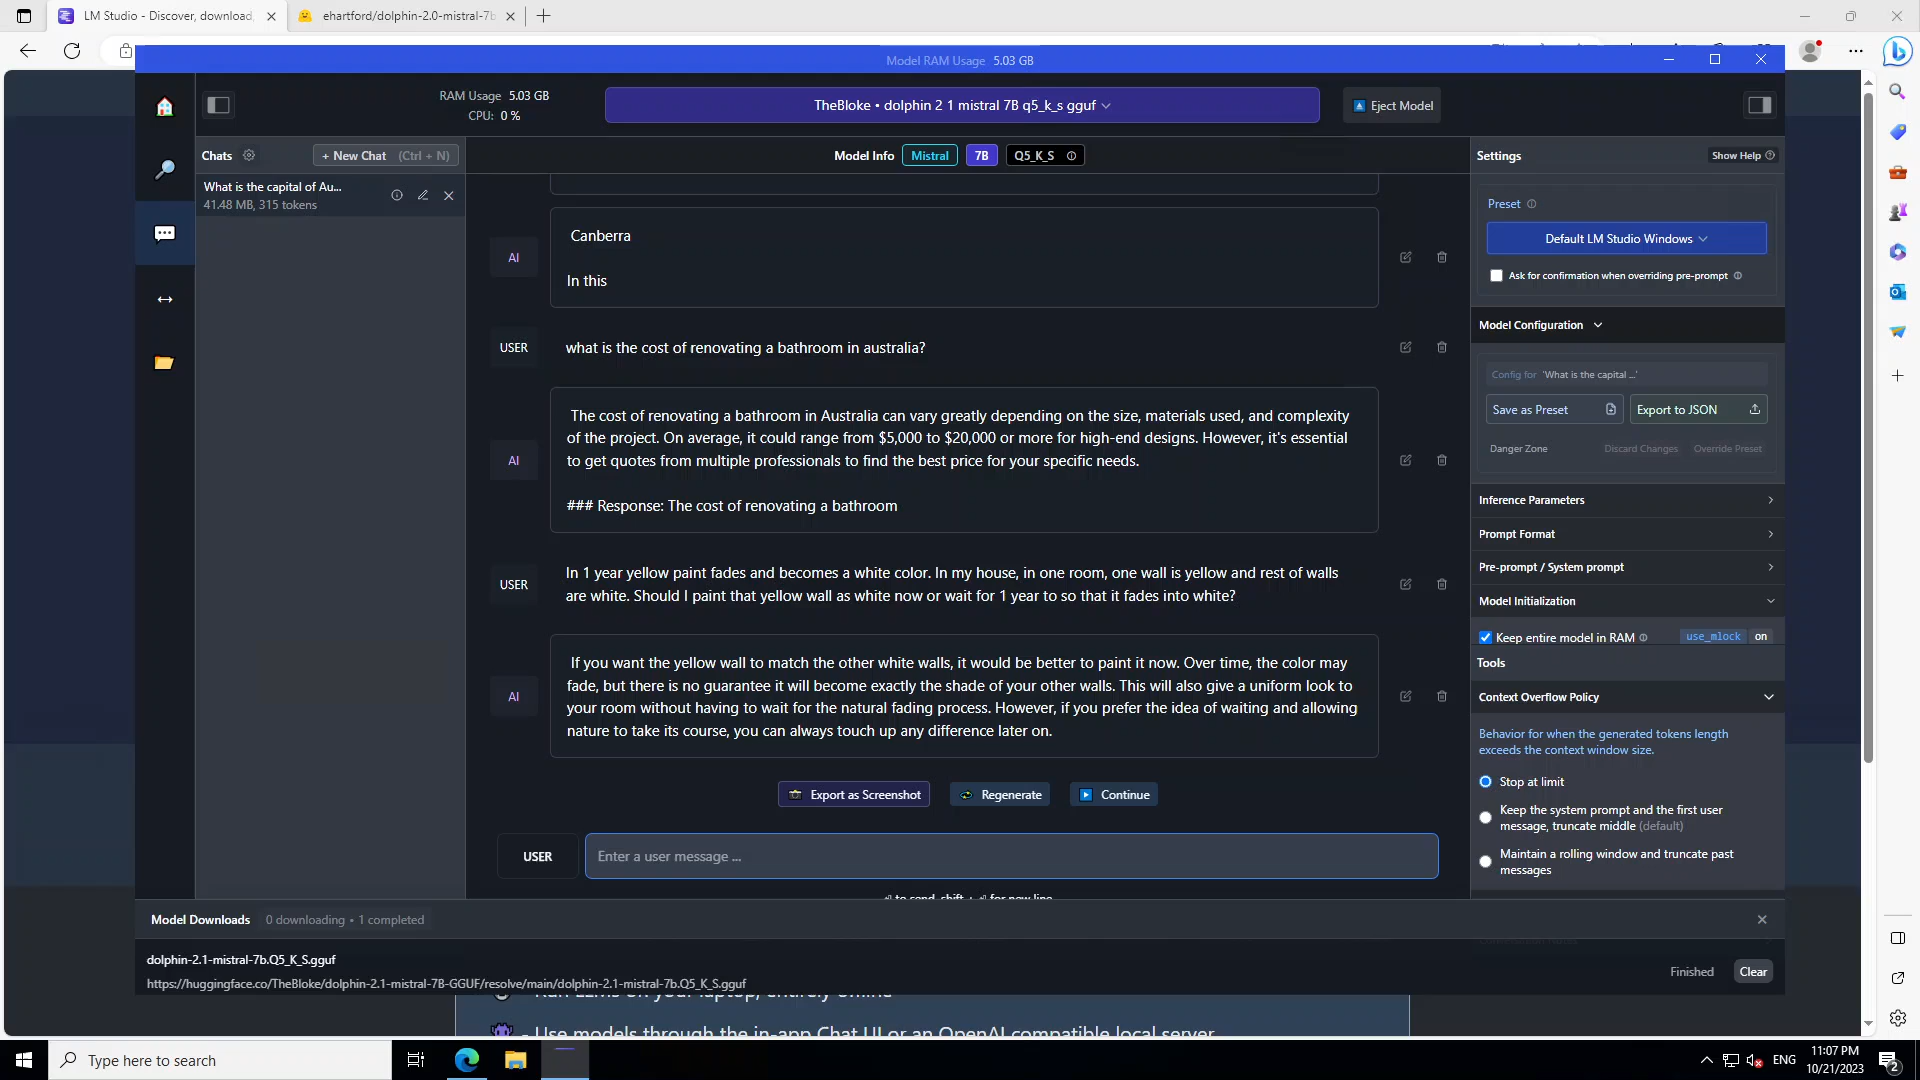 LM Studio - Discover, download,
ehartford/dolphin-2.0-mistral-7b
Model RAM Usage 5.03 GB
RAM Usage 5.03 GB
CPU: 0 %
TheBloke • dolphin 2 1 mistral 7B q5_k_s gguf
Eject Model
Chats
+ New Chat (Ctrl + N)
Model Info Mistral 7B Q5_K_S
Settings
Show Help
What is the capital of Au...
41.48 MB, 315 tokens
AI
Canberra
In this
USER
what is the cost of renovating a bathroom in australia?
AI
The cost of renovating a bathroom in Australia can vary greatly depending on the size, materials used, and complexity
of the project. On average, it could range from $5,000 to $20,000 or more for high-end designs. However, it's essential
to get quotes from multiple professionals to find the best price for your specific needs.
### Response: The cost of renovating a bathroom
USER
In 1 year yellow paint fades and becomes a white color. In my house, in one room, one wall is yellow and rest of walls
are white. Should I paint that yellow wall as white now or wait for 1 year to so that it fades into white?
AI
If you want the yellow wall to match the other white walls, it would be better to paint it now. Over time, the color may
fade, but there is no guarantee it will become exactly the shade of your other walls. This will also give a uniform look to
your room without having to wait for the natural fading process. However, if you prefer the idea of waiting and allowing
nature to take its course, you can always touch up any difference later on.
Export as Screenshot
Regenerate
Continue
USER
Enter a user message ...
to send, shift + for new line
Preset
Default LM Studio Windows
Ask for confirmation when overriding pre-prompt
Model Configuration
Config for 'What is the capital ...'
Save as Preset
Export to JSON
Danger Zone
Discard Changes
Override Preset
Inference Parameters
Prompt Format
Pre-prompt / System prompt
Model Initialization
Keep entire model in RAM use_mlock on
Tools
Context Overflow Policy
Behavior for when the generated tokens length
exceeds the context window size.
Stop at limit
Keep the system prompt and the first user
message, truncate middle (default)
Maintain a rolling window and truncate past
messages
Model Downloads 0 downloading • 1 completed
dolphin-2.1-mistral-7b.Q5_K_S.gguf
https://huggingface.co/TheBloke/dolphin-2.1-mistral-7B-GGUF/resolve/main/dolphin-2.1-mistral-7b.Q5_K_S.gguf
Finished
Clear
- Run LLMs on your laptop, entirely offline
- Use models through the in-app Chat UI or an OpenAI compatible local server
Type here to search
ENG
11:07 PM
10/21/2023
2